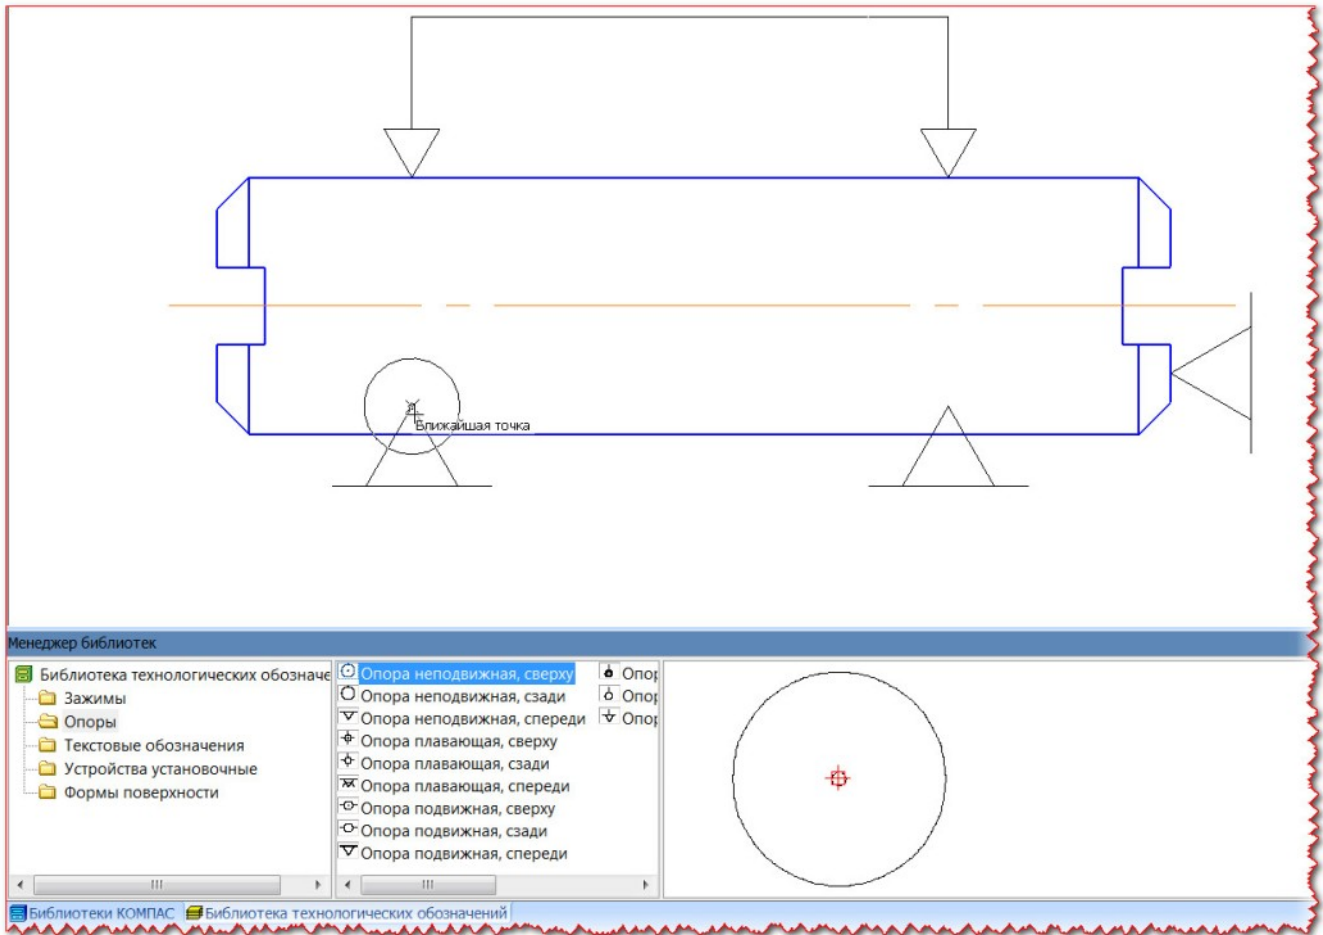 Ближайшая точка
Менеджер библиотек
Библиотека технологических обозначе
Зажимы
Опоры
Текстовые обозначения
Устройства установочные
Формы поверхности
Опора неподвижная, сверху
Опора неподвижная, сзади
Опора неподвижная, спереди
Опора плавающая, сверху
Опора плавающая, сзади
Опора плавающая, спереди
Опора подвижная, сверху
Опора подвижная, сзади
Опора подвижная, спереди
Опор
Опор
Опор
Библиотеки КОМПАС
Библиотека технологических обозначений